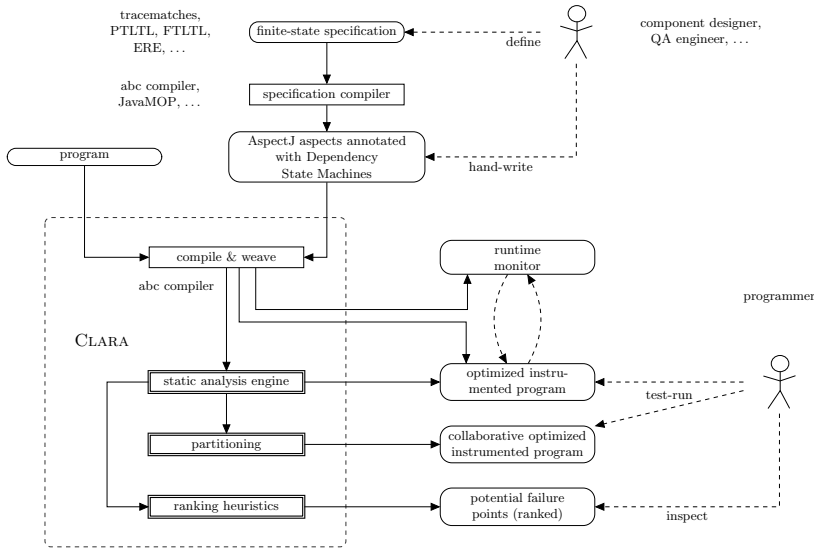 tracematches,
PTLTL, FTLTL,
ERE, ...
finite-state specification
define
component designer,
QA engineer, ...
abc compiler,
JavaMOP, ...
specification compiler
AspectJ aspects annotated
with Dependency
State Machines
hand-write
program
compile & weave
abc compiler
runtime
monitor
programmer
CLARA
static analysis engine
optimized instru-
mented program
test-run
partitioning
collaborative optimized
instrumented program
ranking heuristics
potential failure
points (ranked)
inspect